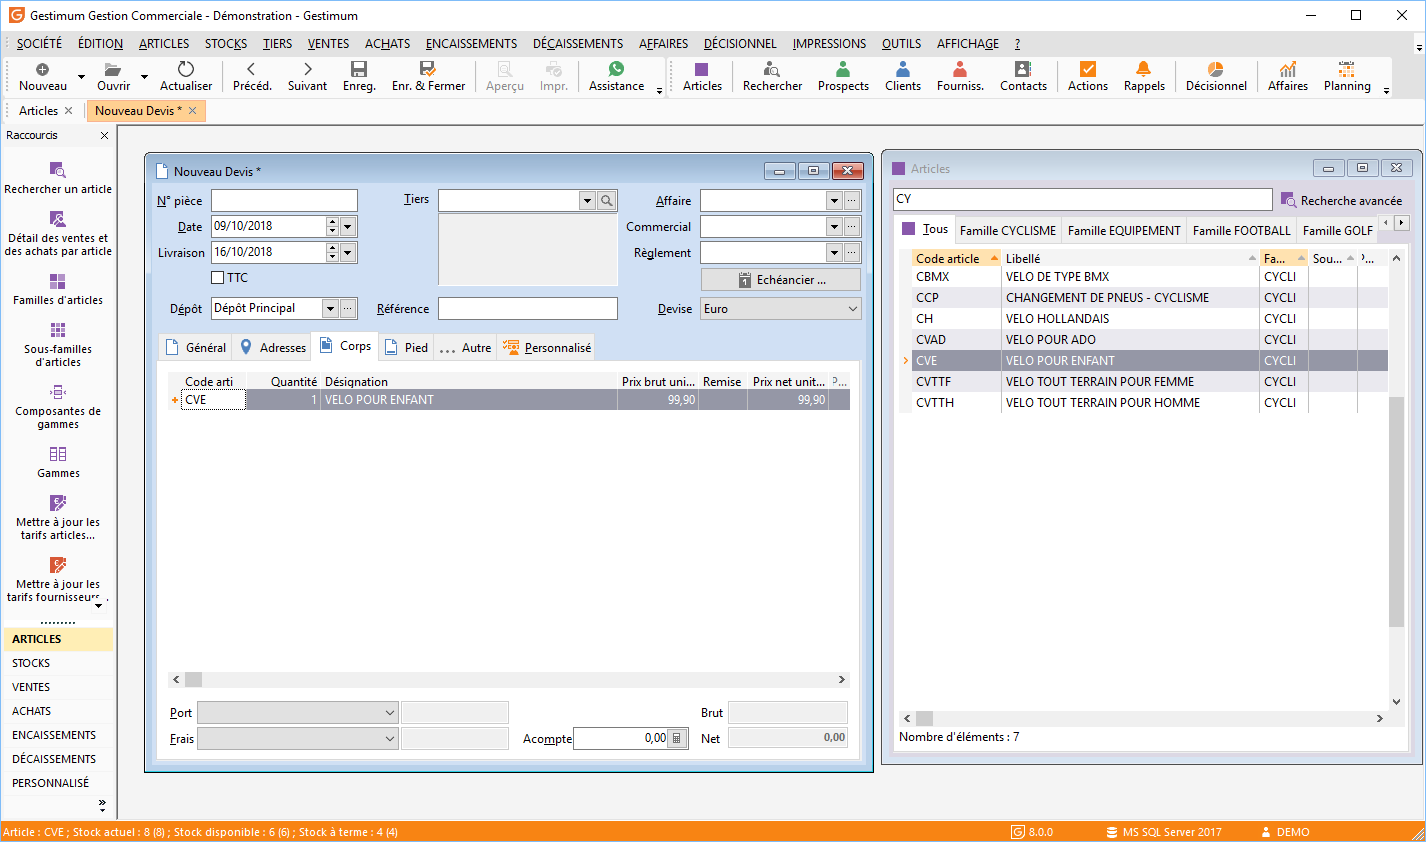 Gestimum Gestion Commerciale - Démonstration - Gestimum
SOCIÉTÉ ÉDITION ARTICLES STOCKS TIERS VENTES ACHATS ENCAISSEMENTS DÉCAISSEMENTS AFFAIRES DÉCISIONNEL IMPRESSIONS OUTILS AFFICHAGE ?
Nouveau Ouvrir Actualiser Précéd. Suivant Enreg. Enr. & Fermer Aperçu Impr. Assistance Articles Rechercher Prospects Clients Fourniss. Contacts Actions Rappels Décisionnel Affaires Planning
Articles Nouveau Devis *
Raccourcis
Rechercher un article
Détail des ventes et
des achats par article
Familles d'articles
Sous-familles
d'articles
Composantes de
gammes
Gammes
Mettre à jour les
tarifs articles...
Mettre à jour les
tarifs fournisseurs...
ARTICLES
STOCKS
VENTES
ACHATS
ENCAISSEMENTS
DÉCAISSEMENTS
PERSONNALISÉ
Nouveau Devis *
N° pièce Tiers Affaire
Date 09/10/2018 Commercial
Livraison 16/10/2018 Règlement
TTC 1 Echéancier ...
Dépôt Dépôt Principal Référence Devise Euro
Général Adresses Corps Pied ... Autre Personnalisé
Code arti Quantité Désignation Prix brut uni... Remise Prix net unit... P...
CVE 1 VELO POUR ENFANT 99,90 99,90
Port Brut
Frais Acompte 0,00 Net 0,00
Articles
CY Recherche avancée
Tous Famille CYCLISME Famille EQUIPEMENT Famille FOOTBALL Famille GOLF
Code article Libellé Fa... Sou... P...
CBMX VELO DE TYPE BMX CYCLI
CCP CHANGEMENT DE PNEUS - CYCLISME CYCLI
CH VELO HOLLANDAIS CYCLI
CVAD VELO POUR ADO CYCLI
CVE VELO POUR ENFANT CYCLI
CVTTF VELO TOUT TERRAIN POUR FEMME CYCLI
CVTTH VELO TOUT TERRAIN POUR HOMME CYCLI
Nombre d'éléments : 7
Article : CVE ; Stock actuel : 8 (8) ; Stock disponible : 6 (6) ; Stock à terme : 4 (4) 8.0.0 MS SQL Server 2017 DEMO